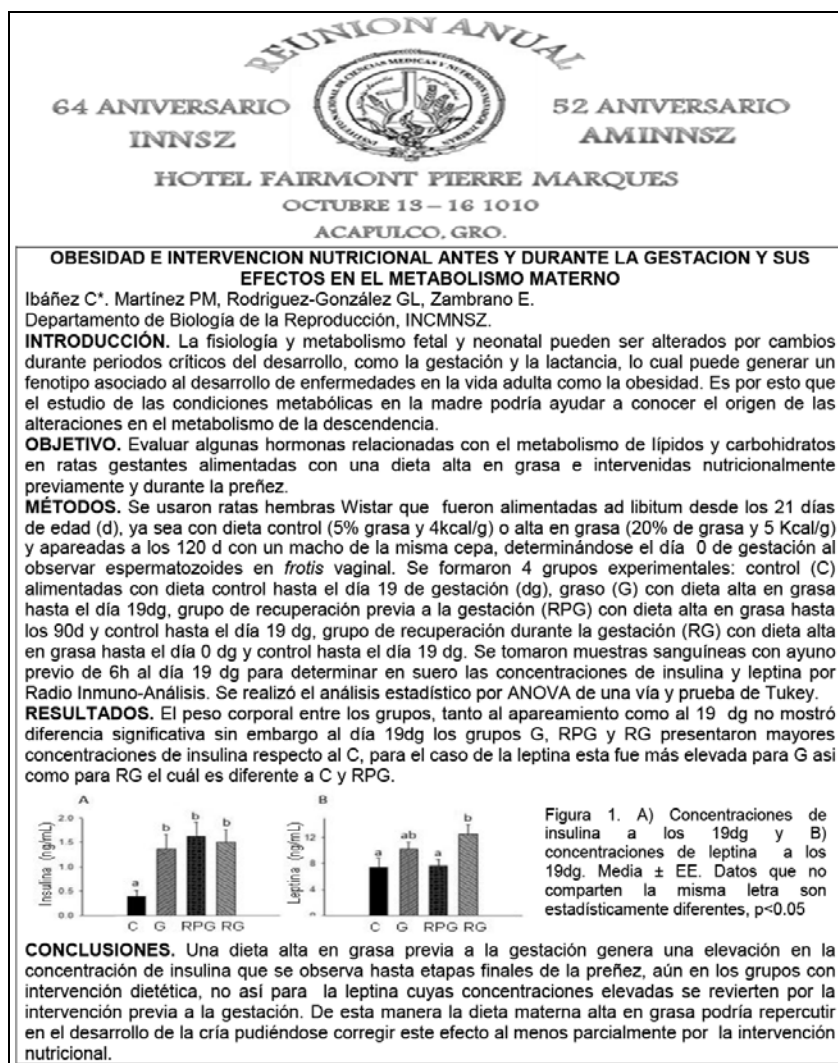 REUNION ANUAL
64 ANIVERSARIO
INNSZ
52 ANIVERSARIO
AMINNSZ
HOTEL FAIRMONT PIERRE MARQUES
OCTUBRE 13 – 16 1010
ACAPULCO, GRO.
OBESIDAD E INTERVENCION NUTRICIONAL ANTES Y DURANTE LA GESTACION Y SUS
EFECTOS EN EL METABOLISMO MATERNO
Ibáñez C*. Martínez PM, Rodriguez-González GL, Zambrano E.
Departamento de Biología de la Reproducción, INCMNSZ.
INTRODUCCIÓN. La fisiología y metabolismo fetal y neonatal pueden ser alterados por cambios
durante periodos críticos del desarrollo, como la gestación y la lactancia, lo cual puede generar un
fenotipo asociado al desarrollo de enfermedades en la vida adulta como la obesidad. Es por esto que
el estudio de las condiciones metabólicas en la madre podría ayudar a conocer el origen de las
alteraciones en el metabolismo de la descendencia.
OBJETIVO. Evaluar algunas hormonas relacionadas con el metabolismo de lípidos y carbohidratos
en ratas gestantes alimentadas con una dieta alta en grasa e intervenidas nutricionalmente
previamente y durante la preñez.
MÉTODOS. Se usaron ratas hembras Wistar que fueron alimentadas ad libitum desde los 21 días
de edad (d), ya sea con dieta control (5% grasa y 4kcal/g) o alta en grasa (20% de grasa y 5 Kcal/g)
y apareadas a los 120 d con un macho de la misma cepa, determinándose el día 0 de gestación al
observar espermatozoides en frotis vaginal. Se formaron 4 grupos experimentales: control (C)
alimentadas con dieta control hasta el día 19 de gestación (dg), graso (G) con dieta alta en grasa
hasta el día 19dg, grupo de recuperación previa a la gestación (RPG) con dieta alta en grasa hasta
los 90d y control hasta el día 19 dg, grupo de recuperación durante la gestación (RG) con dieta alta
en grasa hasta el día 0 dg y control hasta el día 19 dg. Se tomaron muestras sanguíneas con ayuno
previo de 6h al día 19 dg para determinar en suero las concentraciones de insulina y leptina por
Radio Inmuno-Análisis. Se realizó el análisis estadístico por ANOVA de una vía y prueba de Tukey.
RESULTADOS. El peso corporal entre los grupos, tanto al apareamiento como al 19 dg no mostró
diferencia significativa sin embargo al día 19dg los grupos G, RPG y RG presentaron mayores
concentraciones de insulina respecto al C, para el caso de la leptina esta fue más elevada para G asi
como para RG el cuál es diferente a C y RPG.
A
Insulina (ng/mL)
2.0
1.5
1.0
0.5
0.0
a
b
b
b
C G RPG RG
B
Leptina (ng/mL)
12
8
4
0
a
ab
a
b
C G RPG RG
Figura 1. A) Concentraciones de
insulina a los 19dg y B)
concentraciones de leptina a los
19dg. Media ± EE. Datos que no
comparten la misma letra son
estadísticamente diferentes, p<0.05
CONCLUSIONES. Una dieta alta en grasa previa a la gestación genera una elevación en la
concentración de insulina que se observa hasta etapas finales de la preñez, aún en los grupos con
intervención dietética, no así para la leptina cuyas concentraciones elevadas se revierten por la
intervención previa a la gestación. De esta manera la dieta materna alta en grasa podría repercutir
en el desarrollo de la cría pudiéndose corregir este efecto al menos parcialmente por la intervención
nutricional.